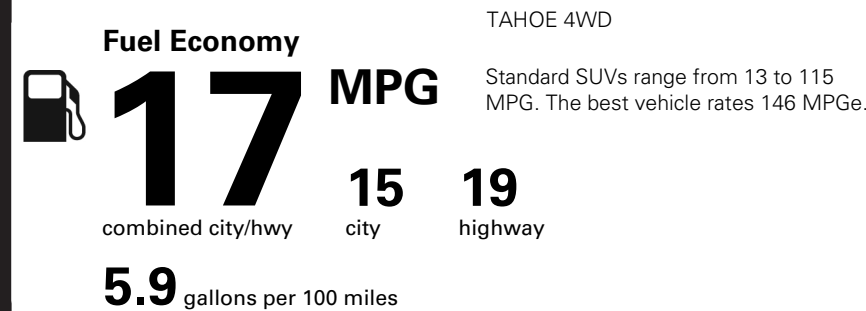 TAHOE 4WD
Fuel Economy
17 MPG
Standard SUVs range from 13 to 115
MPG. The best vehicle rates 146 MPGe.
15 19
combined city/hwy city highway
5.9 gallons per 100 miles